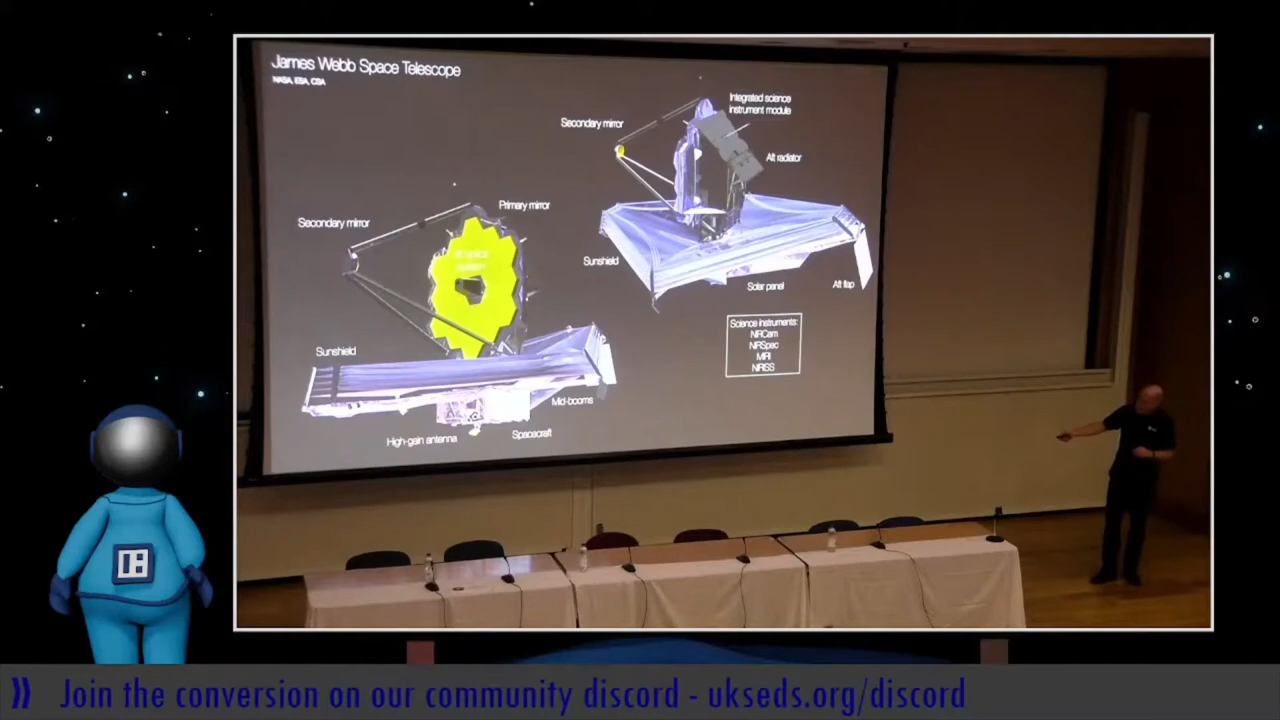 James Webb Space Telescope
NASA, ESA, CSA
Integrated science
instrument module
Secondary mirror
Aft radiator
Primary mirror
Secondary mirror
Sunshield
Solar panel
Aft flap
Science instruments:
NIRCam
NIRSpec
MIRI
NIRISS
Sunshield
Mid-booms
High-gain antenna
Spacecraft
» Join the conversion on our community discord - ukseds.org/discord